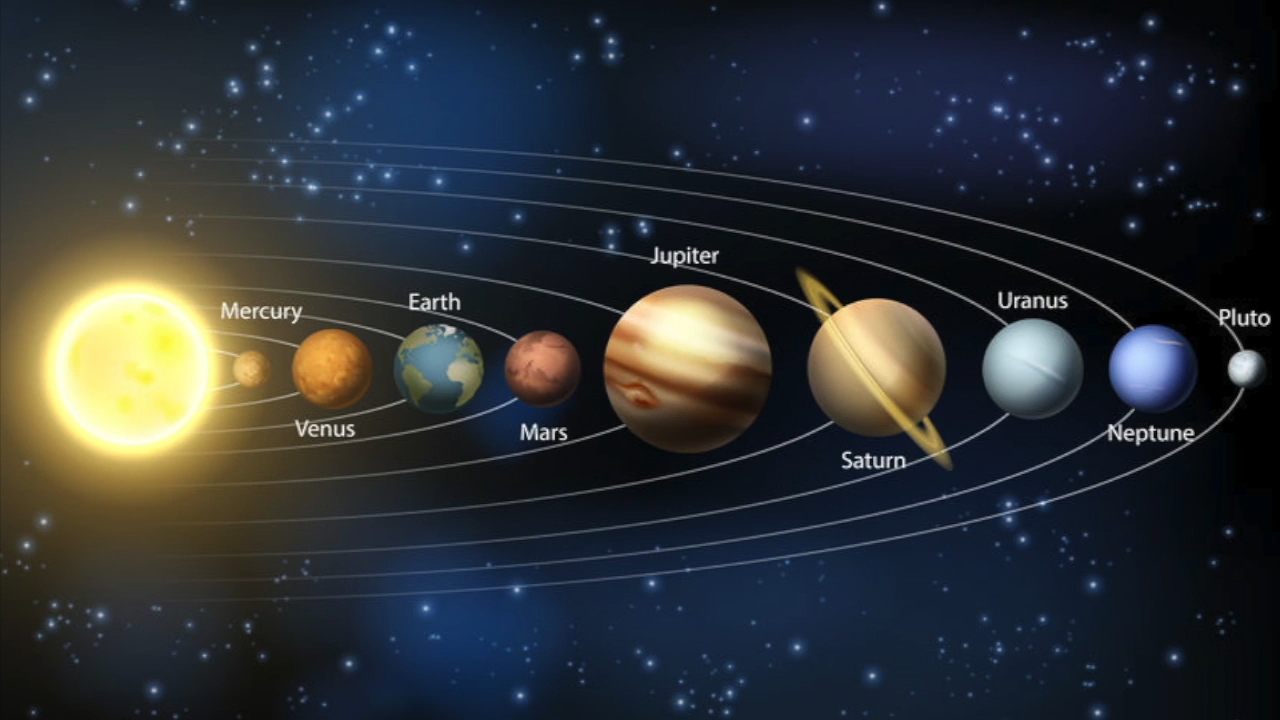 Mercury
Venus
Earth
Mars
Jupiter
Saturn
Uranus
Neptune
Pluto